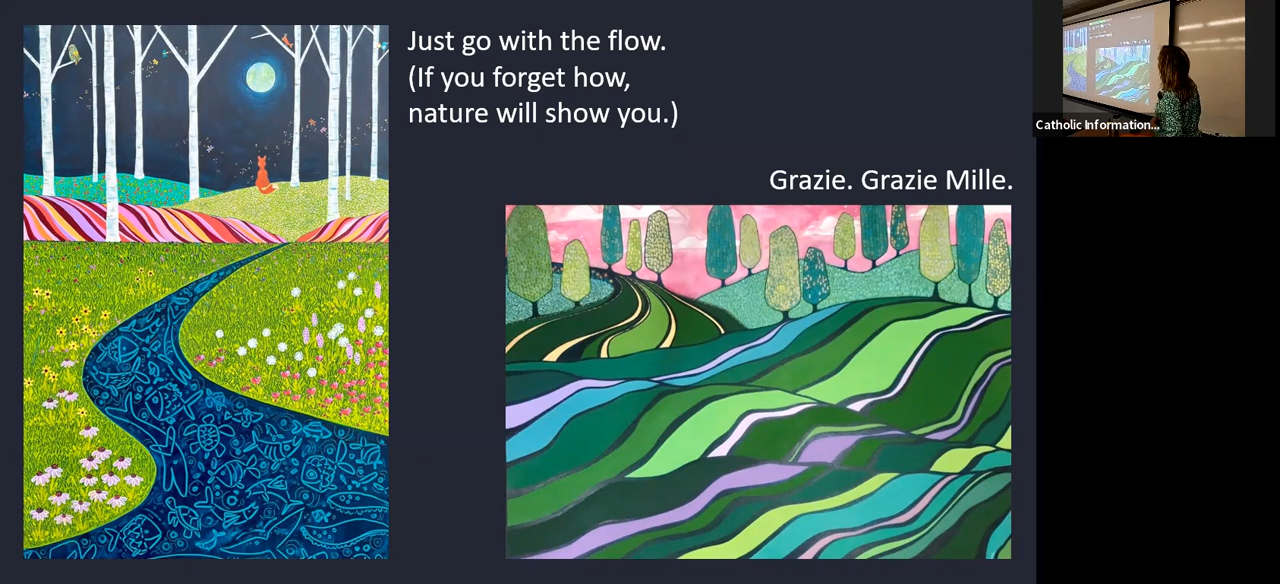 Just go with the flow.
(If you forget how,
nature will show you.)
Grazie. Grazie Mille.
Catholic Information...